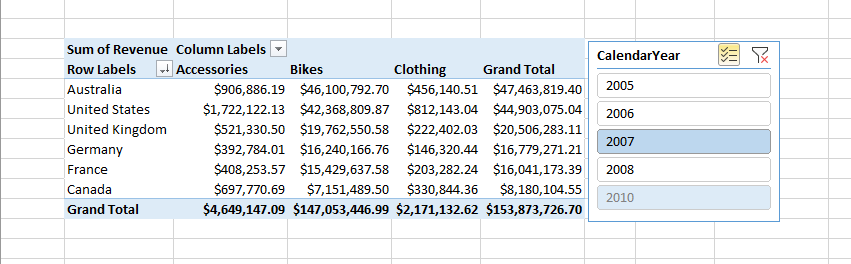 Sum of Revenue Column Labels
Row Labels Accessories Bikes Clothing Grand Total
Australia $906,886.19 $46,100,792.70 $456,140.51 $47,463,819.40
United States $1,722,122.13 $42,368,809.87 $812,143.04 $44,903,075.04
United Kingdom $521,330.50 $19,762,550.58 $222,402.03 $20,506,283.11
Germany $392,784.01 $16,240,166.76 $146,320.44 $16,779,271.21
France $408,253.57 $15,429,637.58 $203,282.24 $16,041,173.39
Canada $697,770.69 $7,151,489.50 $330,844.36 $8,180,104.55
Grand Total $4,649,147.09 $147,053,446.99 $2,171,132.62 $153,873,726.70
CalendarYear
2005
2006
2007
2008
2010